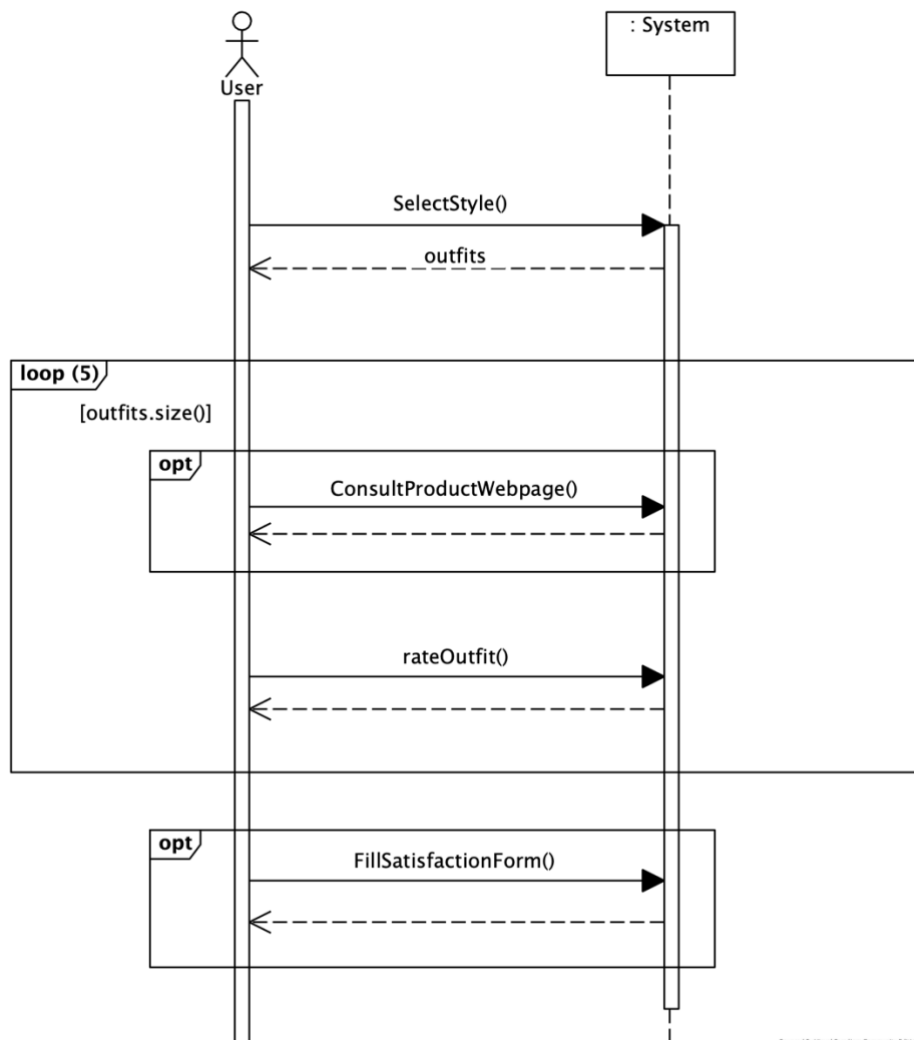 : System
User
SelectStyle()
outfits
loop (5)
[outfits.size()]
opt
ConsultProductWebpage()
rateOutfit()
opt
FillSatisfactionForm()